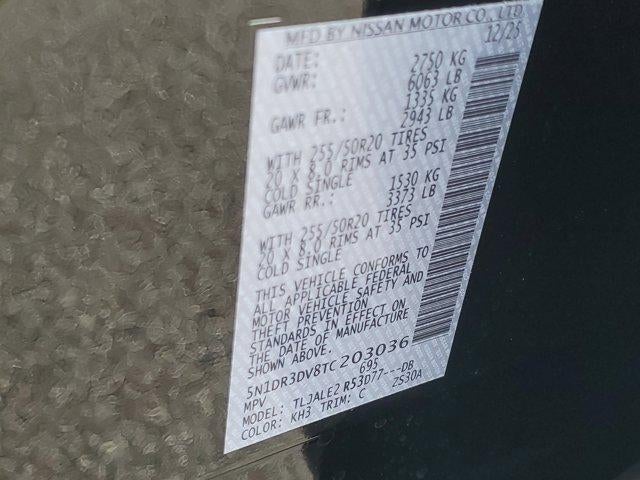 MFD BY NISSAN MOTOR CO., LTD.
DATE: 12/25
GVWR: 2750 KG
6063 LB
GAWR FR.: 1335 KG
2943 LB
WITH 255/50R20 TIRES
20 X 8.0 RIMS AT 35 PSI
COLD SINGLE
GAWR RR.: 1530 KG
3373 LB
WITH 255/50R20 TIRES
20 X 8.0 RIMS AT 35 PSI
COLD SINGLE
THIS VEHICLE CONFORMS TO
ALL APPLICABLE FEDERAL
MOTOR VEHICLE SAFETY AND
THEFT PREVENTION
STANDARDS IN EFFECT ON
THE DATE OF MANUFACTURE
SHOWN ABOVE.
5N1DR3DV8TC203036
MPV 695
MODEL: TLJALE2 R53D77---DB
COLOR: KH3 TRIM: C ZS30A